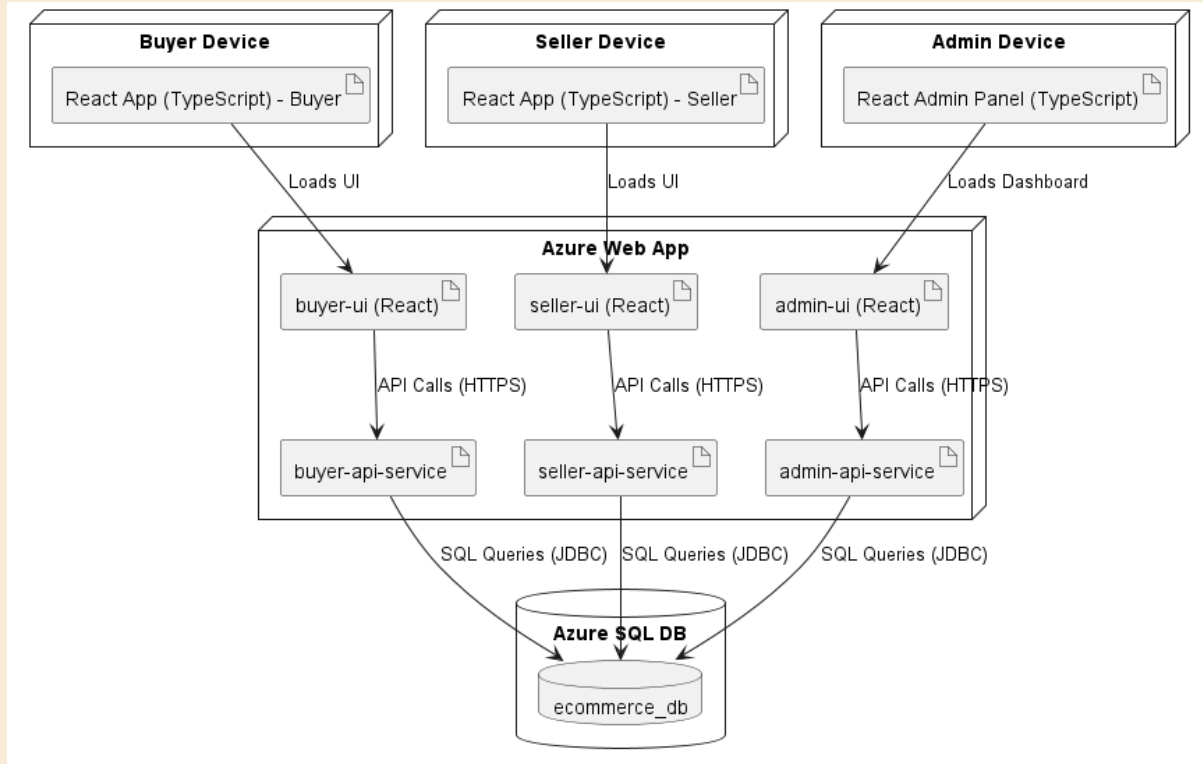 Buyer Device
Seller Device
Admin Device
React App (TypeScript) - Buyer
React App (TypeScript) - Seller
React Admin Panel (TypeScript)
Loads UI
Loads UI
Loads Dashboard
Azure Web App
buyer-ui (React)
seller-ui (React)
admin-ui (React)
API Calls (HTTPS)
API Calls (HTTPS)
API Calls (HTTPS)
buyer-api-service
seller-api-service
admin-api-service
SQL Queries (JDBC)
SQL Queries (JDBC)
SQL Queries (JDBC)
Azure SQL DB
ecommerce_db